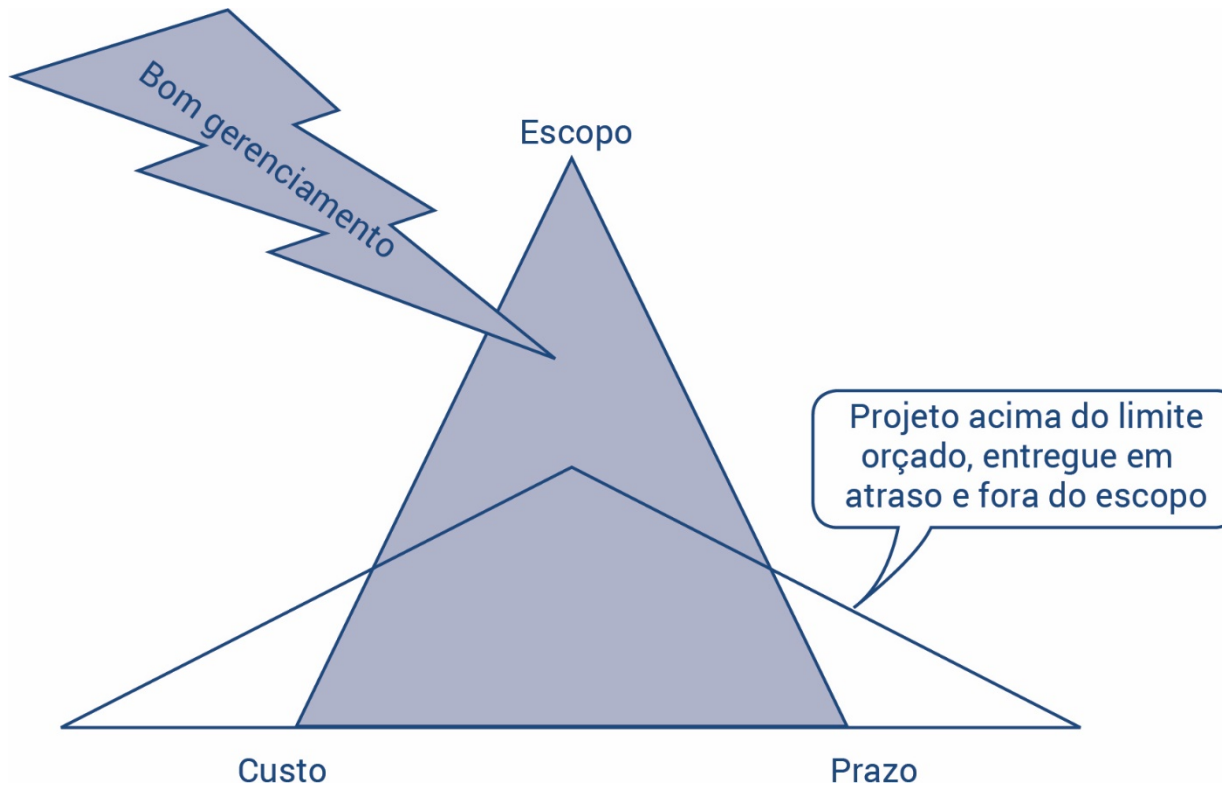 Bom gerenciamento
Escopo
Projeto acima do limite
orçado, entregue em
atraso e fora do escopo
Custo
Prazo